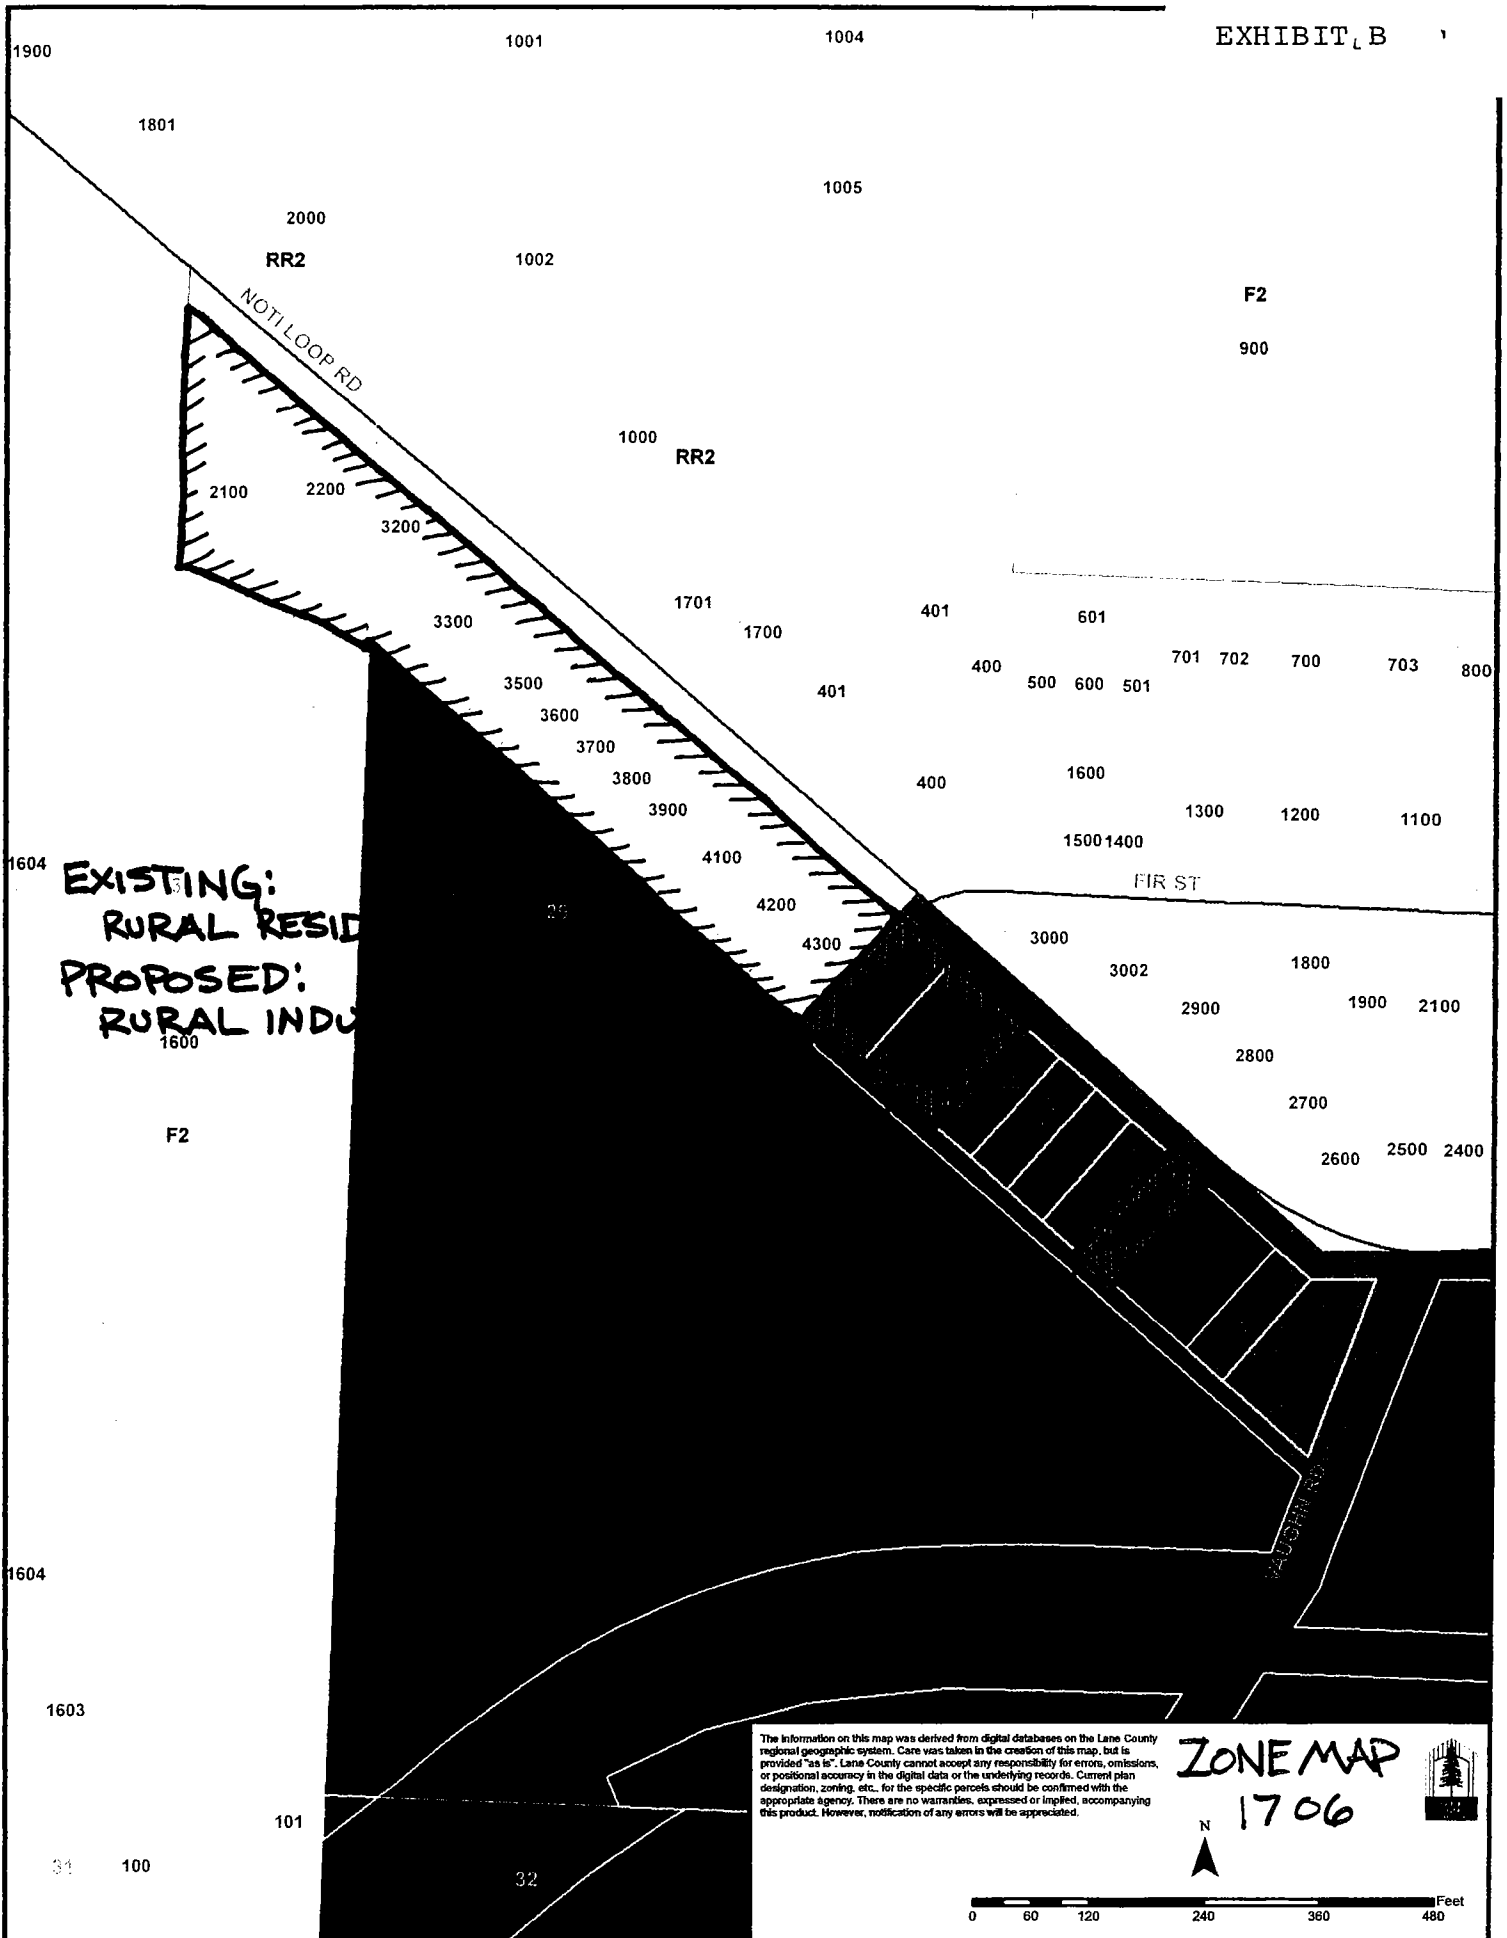 EXHIBIT B
1900
1001
1004
1801
1005
2000
RR2
1002
F2
NOTI LOOP RD
900
1000
RR2
2100
2200
3200
1701
1700
401
601
3300
701
702
700
703
800
400
500
600
501
3500
401
3600
3700
3800
400
1600
3900
1300
1200
1100
1500
1400
4100
1604
EXISTING:
FIR ST
4200
RURAL RESID
4300
3000
3002
1800
PROPOSED:
2900
1900
2100
RURAL INDU
1600
2800
2700
F2
2600
2500
2400
VAUGHN RD
1604
1603
101
31
100
32
The information on this map was derived from digital databases on the Lane County
regional geographic system. Care was taken in the creation of this map, but is
provided "as is". Lane County cannot accept any responsibility for errors, omissions,
or positional accuracy in the digital data or the underlying records. Current plan
designation, zoning, etc., for the specific parcels should be confirmed with the
appropriate agency. There are no warranties, expressed or implied, accompanying
this product. However, notification of any errors will be appreciated.
ZONE MAP
1706
N
Feet
0 60 120 240 360 480